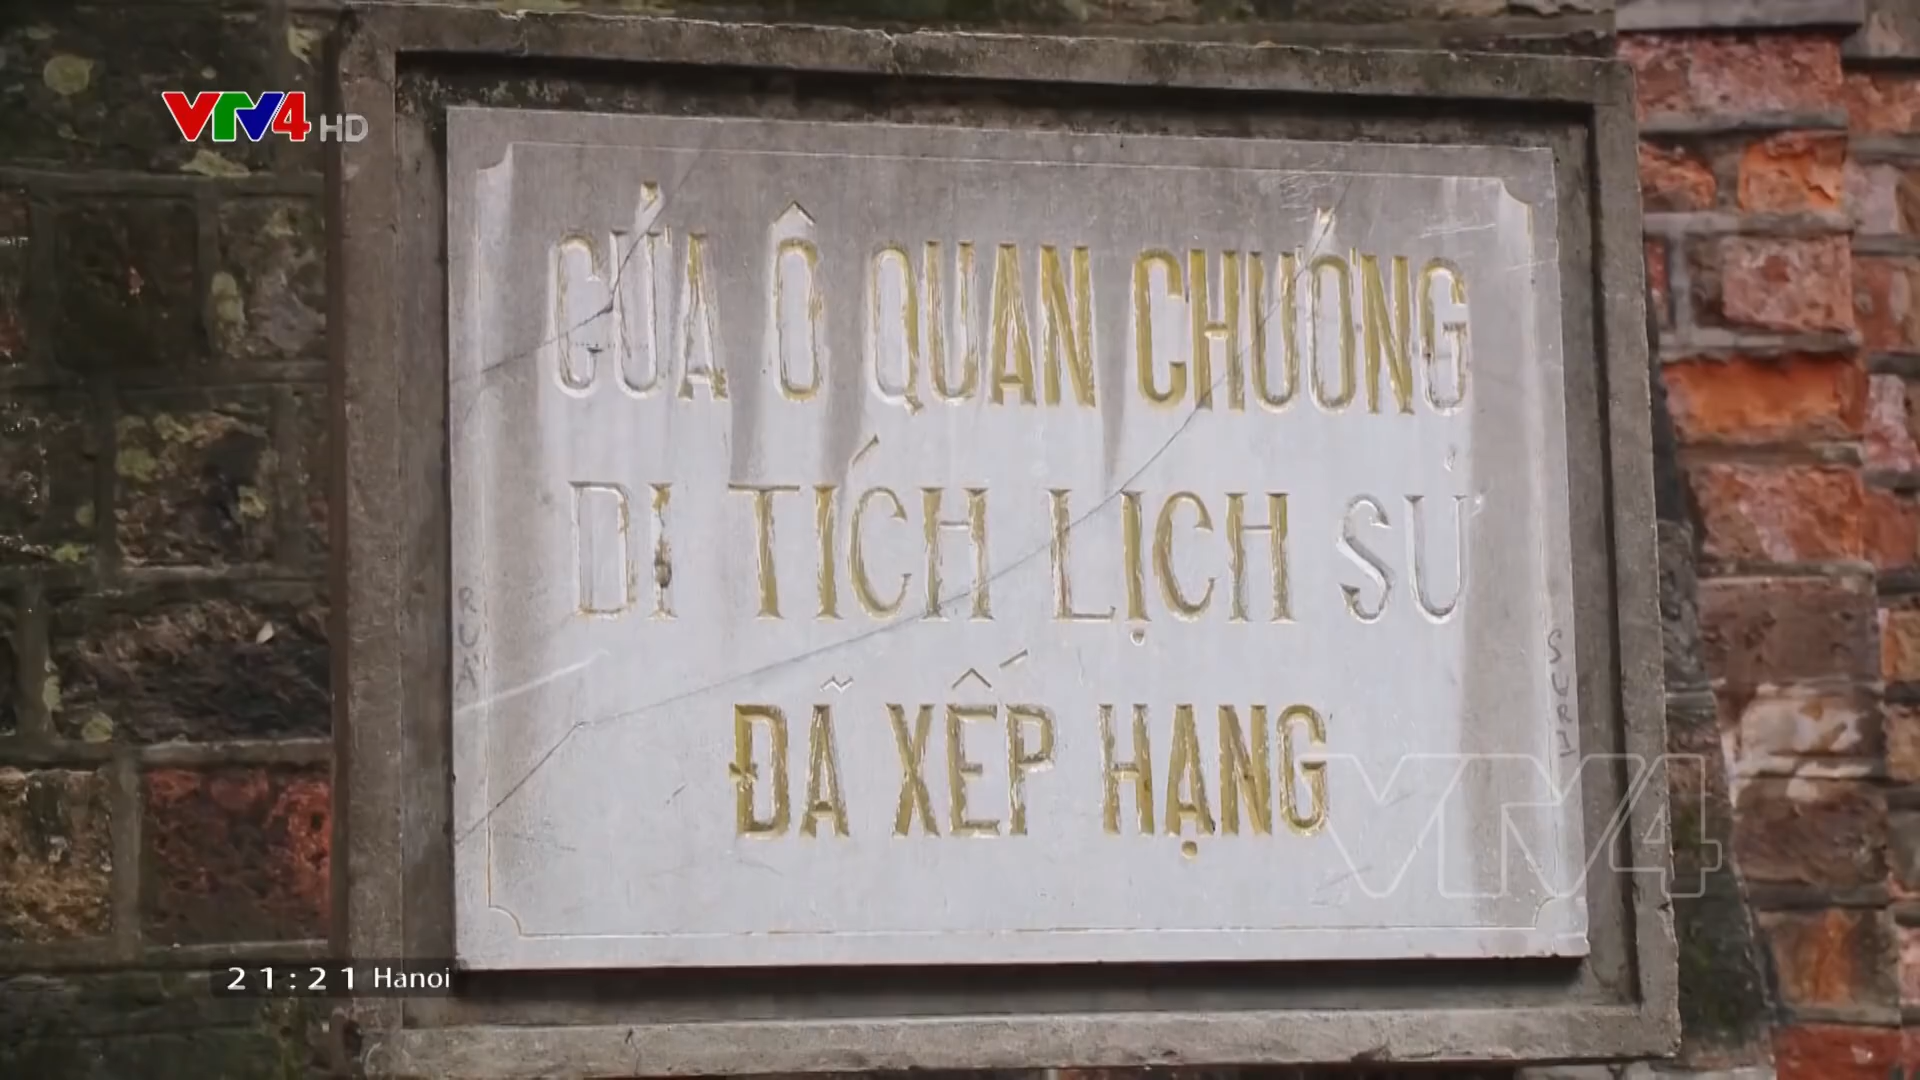 VTV4 HD
CỬA Ô QUAN CHƯỞNG
DI TÍCH LỊCH SỬ
ĐÃ XẾP HẠNG
VTV4
21:21 Hanoi